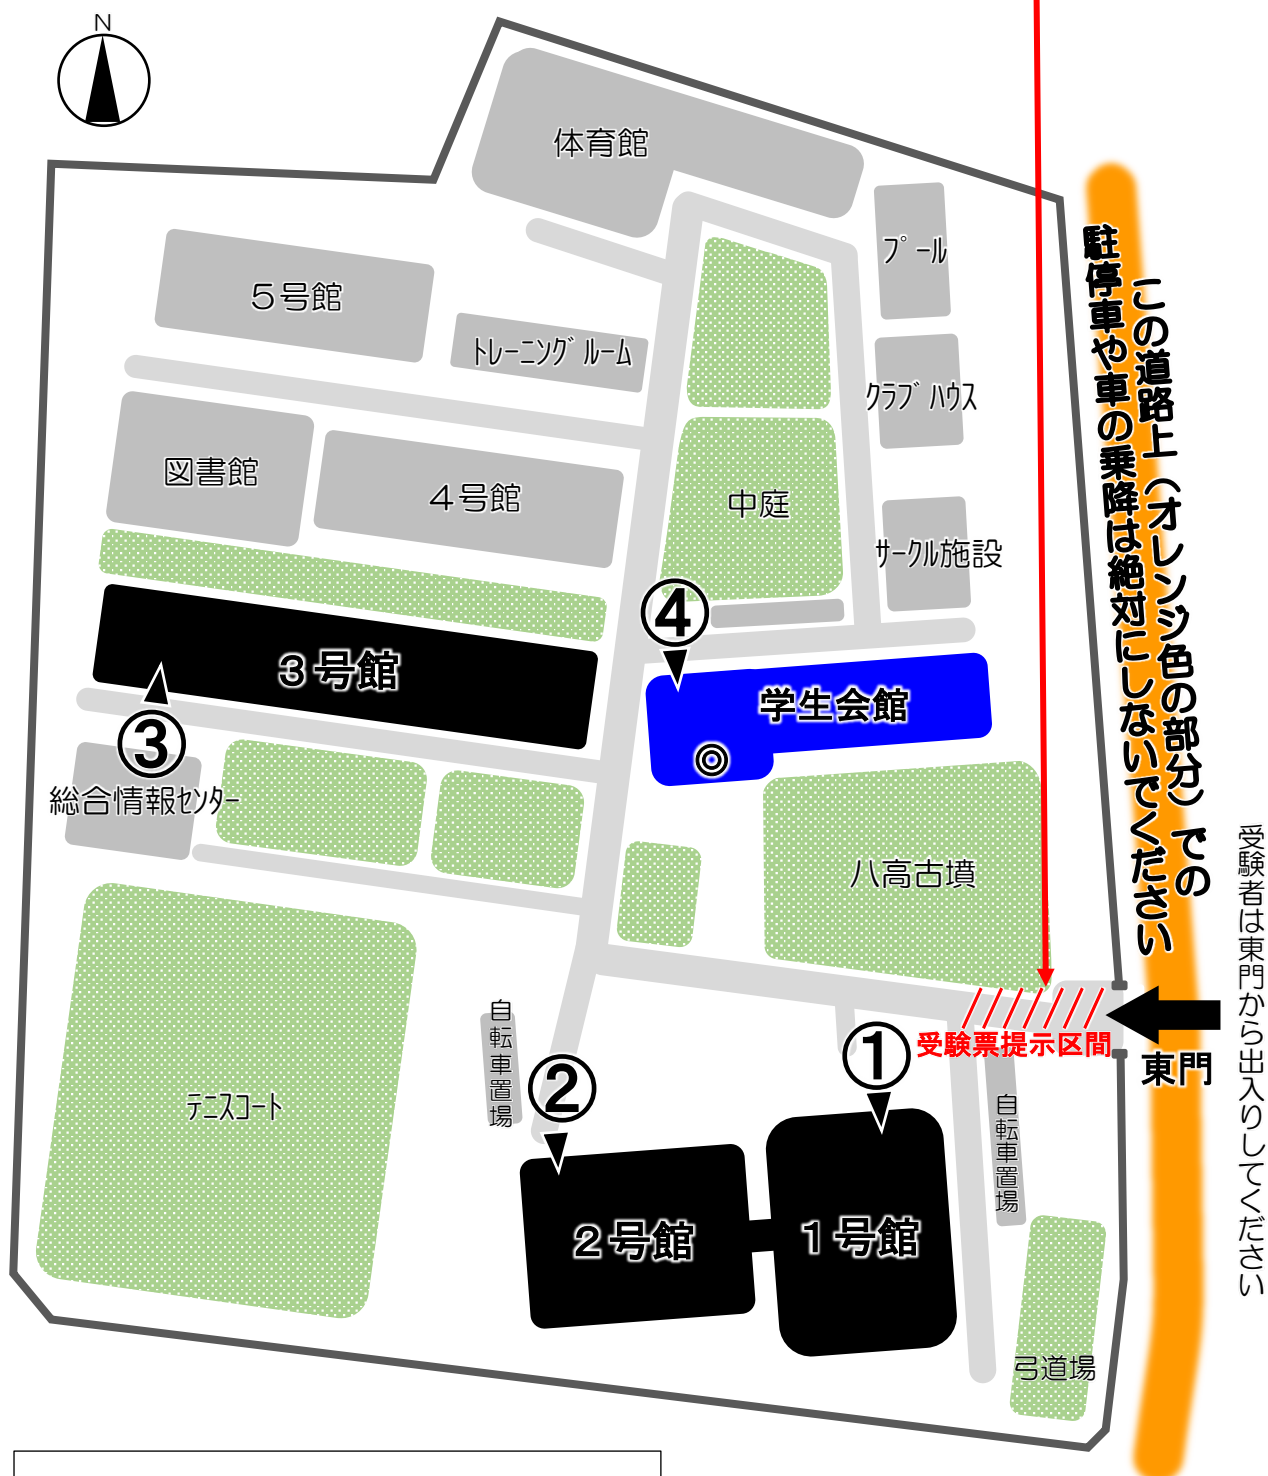 N
体育館
プール
5号館
トレーニングルーム
クラブハウス
図書館
4号館
中庭
サークル施設
この道路上（オレンジ色の部分）での
駐停車や車の乗降は絶対にしないでください
④
3号館
学生会館
③
◎
総合情報センター
八高古墳
受験者は東門から出入りしてください
自転車置場
①
受験票提示区間
東門
②
テニスコート
自転車置場
2号館
1号館
弓道場